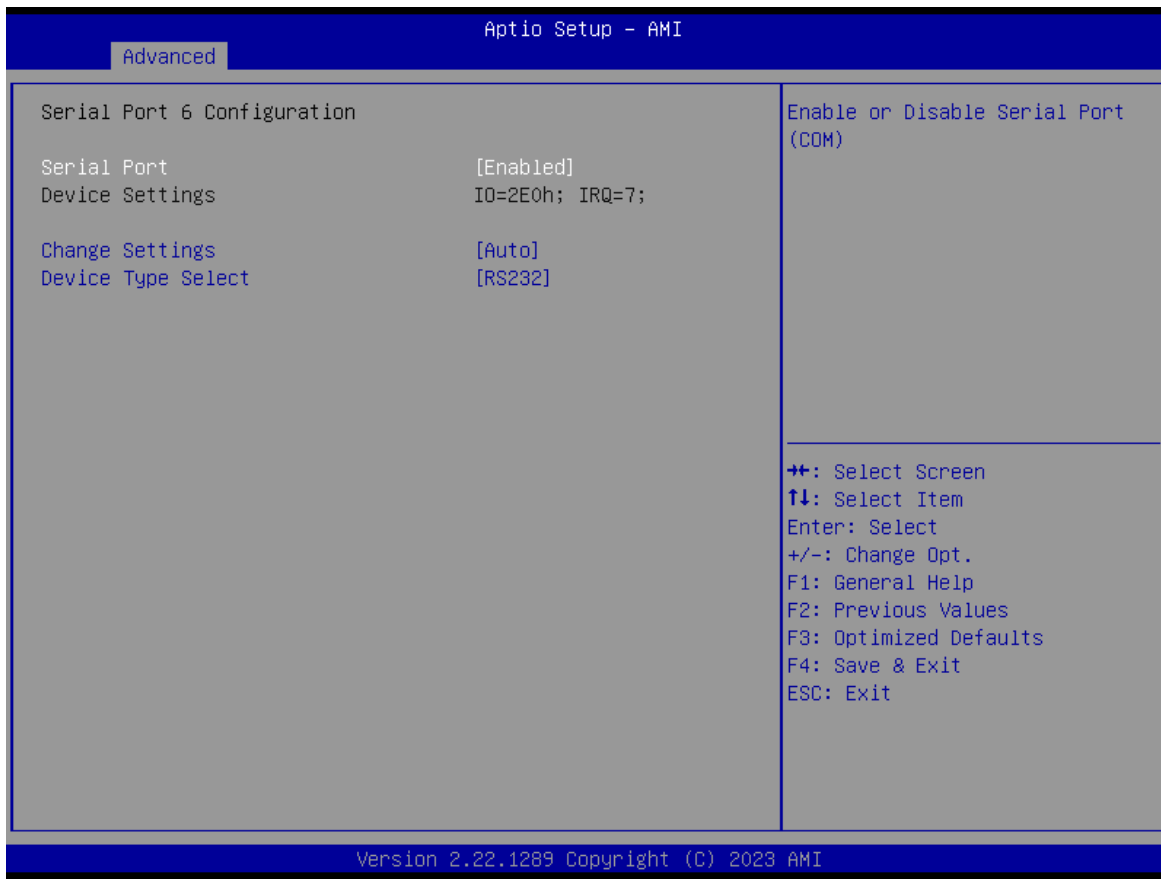 Aptio Setup – AMI
Advanced
Serial Port 6 Configuration
Serial Port [Enabled]
Device Settings IO=2E0h; IRQ=7;
Change Settings [Auto]
Device Type Select [RS232]
Enable or Disable Serial Port
(COM)
→←: Select Screen
↑↓: Select Item
Enter: Select
+/-: Change Opt.
F1: General Help
F2: Previous Values
F3: Optimized Defaults
F4: Save & Exit
ESC: Exit
Version 2.22.1289 Copyright (C) 2023 AMI